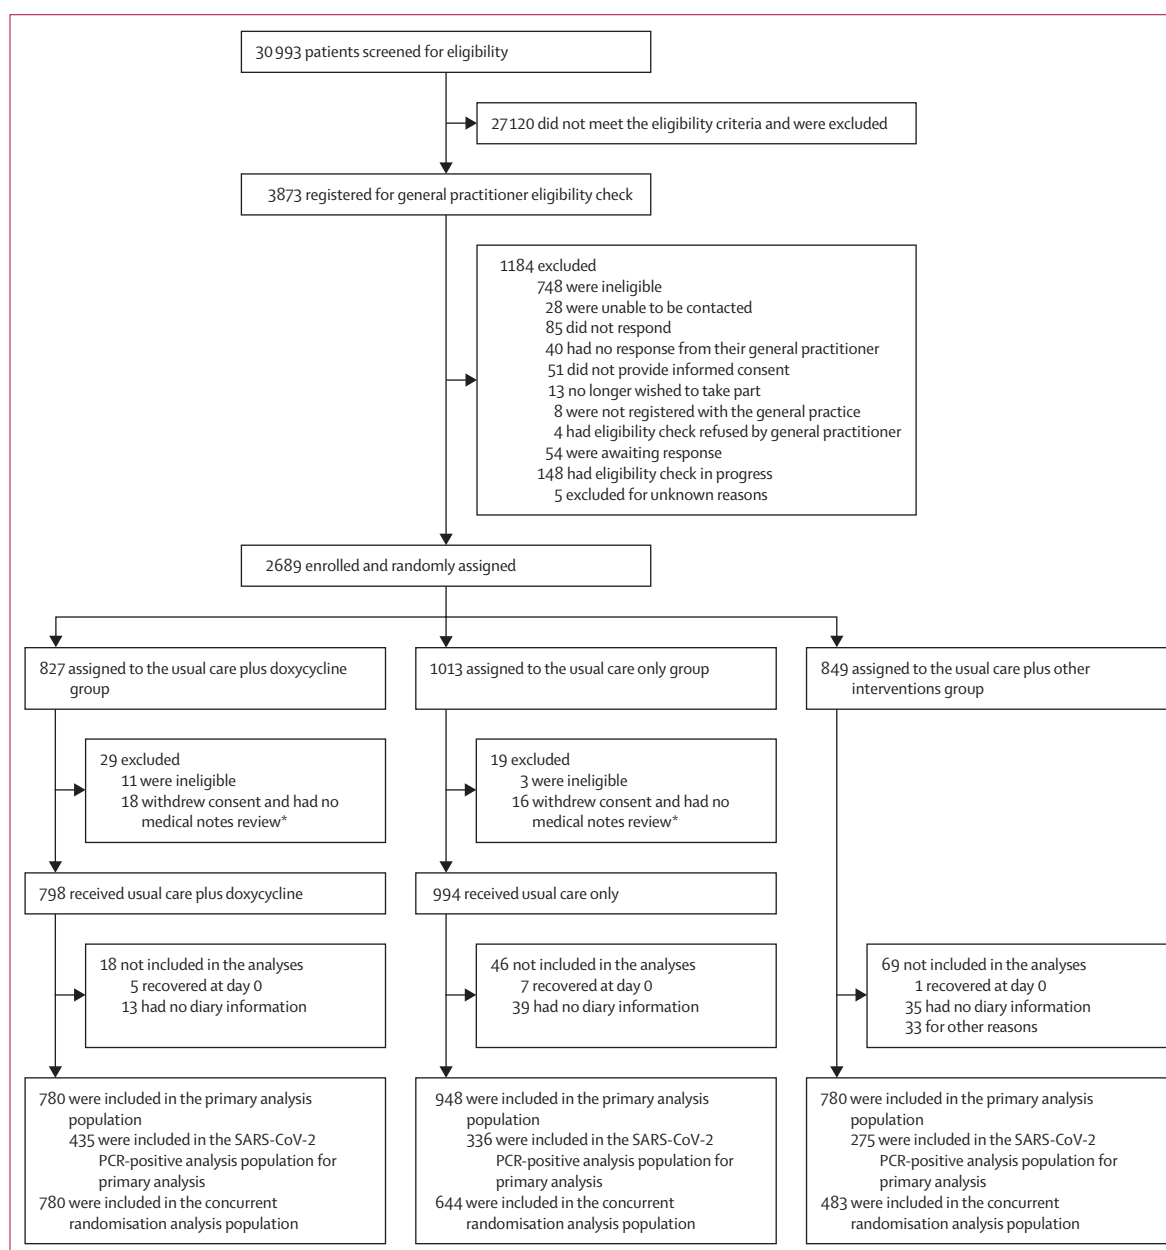 30 993 patients screened for eligibility
27 120 did not meet the eligibility criteria and were excluded
3873 registered for general practitioner eligibility check
1184 excluded
748 were ineligible
28 were unable to be contacted
85 did not respond
40 had no response from their general practitioner
51 did not provide informed consent
13 no longer wished to take part
8 were not registered with the general practice
4 had eligibility check refused by general practitioner
54 were awaiting response
148 had eligibility check in progress
5 excluded for unknown reasons
2689 enrolled and randomly assigned
827 assigned to the usual care plus doxycycline
group
1013 assigned to the usual care only group
849 assigned to the usual care plus other
interventions group
29 excluded
11 were ineligible
18 withdrew consent and had no
medical notes review*
19 excluded
3 were ineligible
16 withdrew consent and had no
medical notes review*
798 received usual care plus doxycycline
994 received usual care only
18 not included in the analyses
5 recovered at day 0
13 had no diary information
46 not included in the analyses
7 recovered at day 0
39 had no diary information
69 not included in the analyses
1 recovered at day 0
35 had no diary information
33 for other reasons
780 were included in the primary analysis
population
435 were included in the SARS-CoV-2
PCR-positive analysis population for
primary analysis
780 were included in the concurrent
randomisation analysis population
948 were included in the primary analysis
population
336 were included in the SARS-CoV-2
PCR-positive analysis population for
primary analysis
644 were included in the concurrent
randomisation analysis population
780 were included in the primary analysis
population
275 were included in the SARS-CoV-2
PCR-positive analysis population for
primary analysis
483 were included in the concurrent
randomisation analysis population